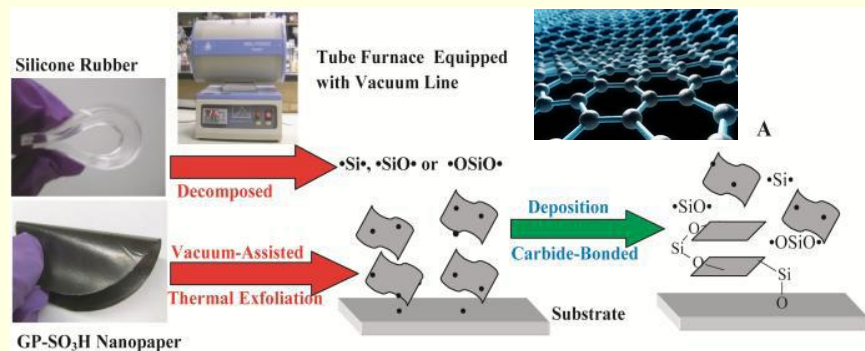 Silicone Rubber
Tube Furnace Equipped
with Vacuum Line
A
•Si•, •SiO• or •OSiO•
Decomposed
•Si•
•SiO•
•OSiO•
O
Si
O
Si
O
Deposition
Carbide-Bonded
Vacuum-Assisted
Thermal Exfoliation
Substrate
GP-SO₃H Nanopaper